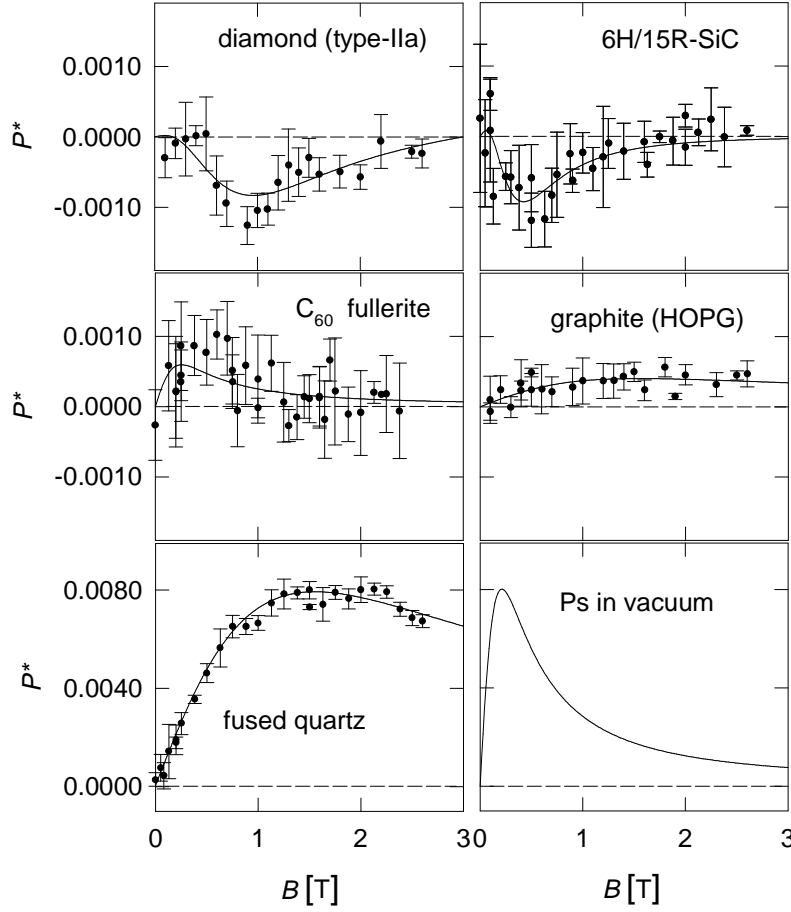 diamond (type-IIa)
6H/15R-SiC
P*
0.0010
0.0000
-0.0010
C60 fullerite
graphite (HOPG)
P*
0.0010
0.0000
-0.0010
P*
0.0080
0.0040
0.0000
fused quartz
Ps in vacuum
0 1 2 3 0 1 2 3
B [T] B [T]